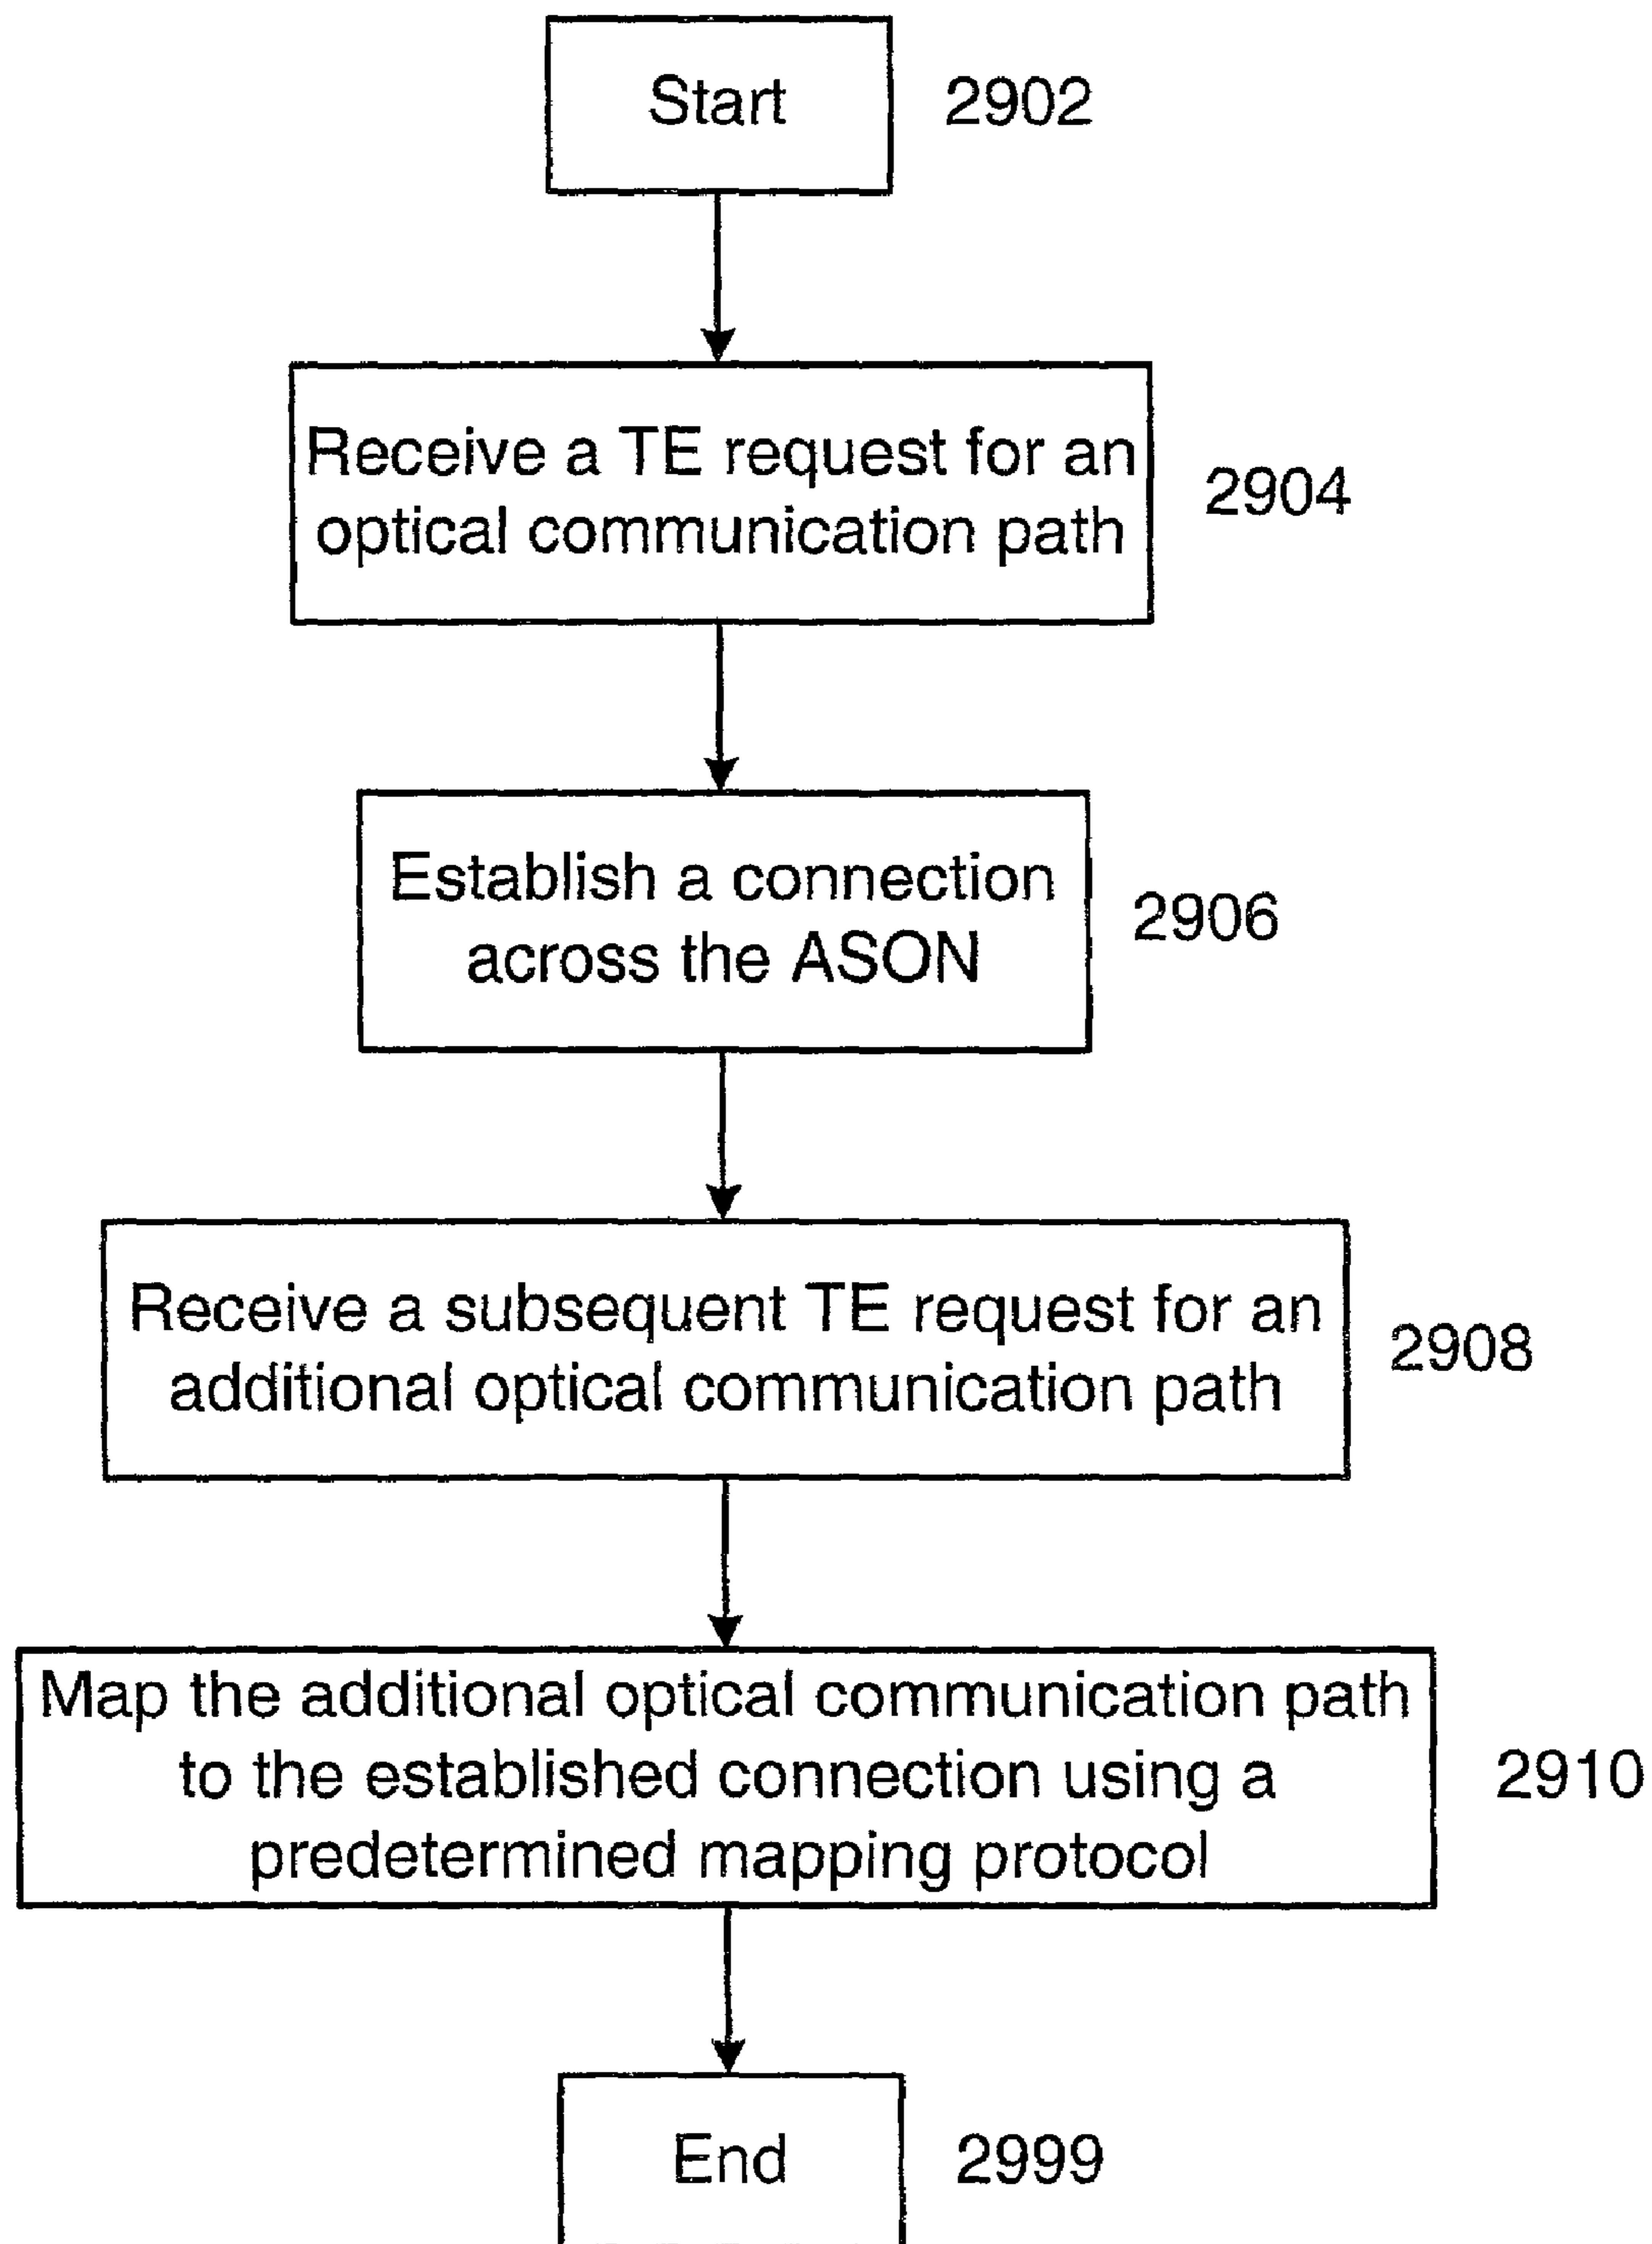 Start
2902
Receive a TE request for an
optical communication path
2904
Establish a connection
across the ASON
2906
Receive a subsequent TE request for an
additional optical communication path
2908
Map the additional optical communication path
to the established connection using a
predetermined mapping protocol
2910
End
2999